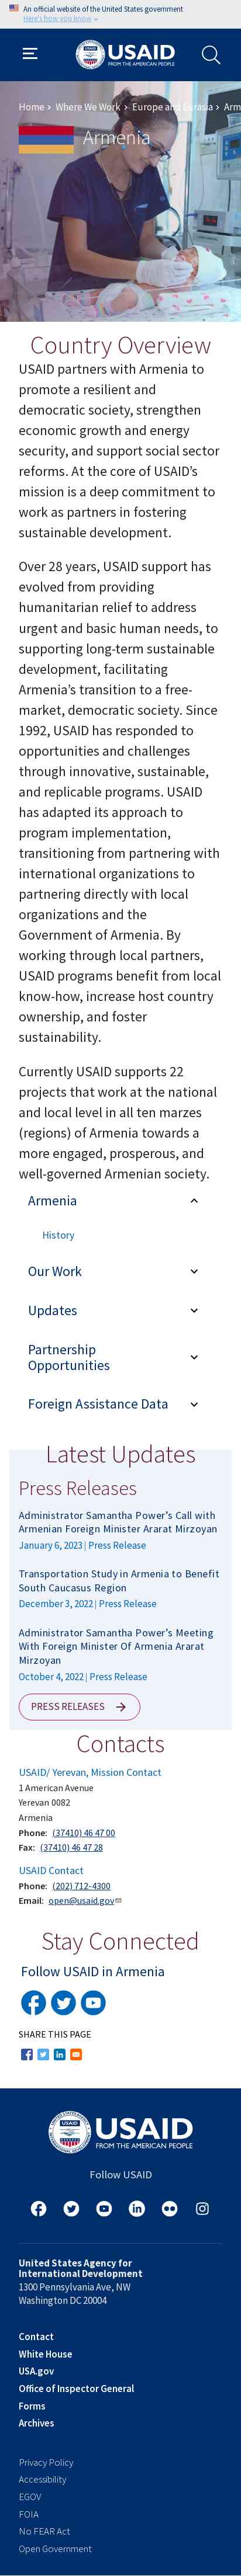 An official website of the United States government
Here's how you know
USAID
FROM THE AMERICAN PEOPLE
Home > Where We Work > Europe and Eurasia > Arm
Armenia
Country Overview
USAID partners with Armenia to
promote a resilient and
democratic society, strengthen
economic growth and energy
security, and support social sector
reforms. At the core of USAID's
mission is a deep commitment to
work as partners in fostering
sustainable development.
Over 28 years, USAID support has
evolved from providing
humanitarian relief to address
urgent and basic human needs, to
supporting long-term sustainable
development, facilitating
Armenia's transition to a free-
market, democratic society. Since
1992, USAID has responded to
opportunities and challenges
through innovative, sustainable,
and replicable programs. USAID
has adapted its approach to
program implementation,
transitioning from partnering with
international organizations to
partnering directly with local
organizations and the
Government of Armenia. By
working through local partners,
USAID programs benefit from local
know-how, increase host country
ownership, and foster
sustainability.
Currently USAID supports 22
projects that work at the national
and local level in all ten marzes
(regions) of Armenia towards a
more engaged, prosperous, and
well-governed Armenian society.
Armenia
History
Our Work
Updates
Partnership
Opportunities
Foreign Assistance Data
Latest Updates
Press Releases
Administrator Samantha Power's Call with
Armenian Foreign Minister Ararat Mirzoyan
January 6, 2023 | Press Release
Transportation Study in Armenia to Benefit
South Caucasus Region
December 3, 2022 | Press Release
Administrator Samantha Power's Meeting
With Foreign Minister Of Armenia Ararat
Mirzoyan
October 4, 2022 | Press Release
PRESS RELEASES
Contacts
USAID/ Yerevan, Mission Contact
1 American Avenue
Yerevan 0082
Armenia
Phone: (37410) 46 47 00
Fax: (37410) 46 47 28
USAID Contact
Phone: (202) 712-4300
Email: open@usaid.gov
Stay Connected
Follow USAID in Armenia
SHARE THIS PAGE
USAID
FROM THE AMERICAN PEOPLE
Follow USAID
United States Agency for
International Development
1300 Pennsylvania Ave, NW
Washington DC 20004
Contact
White House
USA.gov
Office of Inspector General
Forms
Archives
Privacy Policy
Accessibility
EGOV
FOIA
No FEAR Act
Open Government